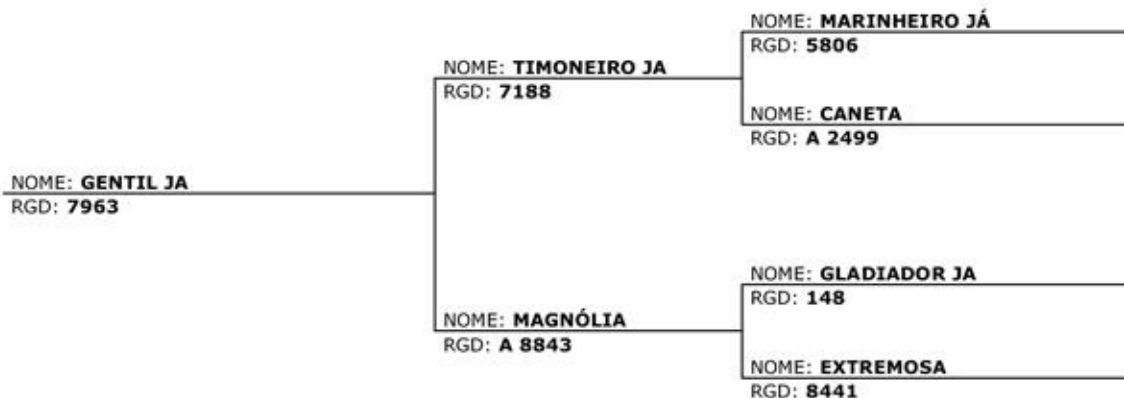 NOME: MARINHEIRO JÁ
RGD: 5806
NOME: TIMONEIRO JA
RGD: 7188
NOME: CANETA
RGD: A 2499
NOME: GENTIL JA
RGD: 7963
NOME: GLADIADOR JA
RGD: 148
NOME: MAGNÓLIA
RGD: A 8843
NOME: EXTREMOSA
RGD: 8441